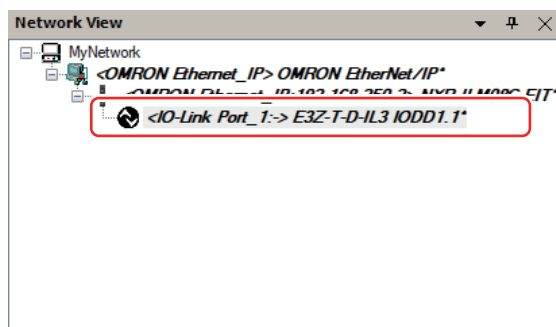 Network View
MyNetwork
<OMRON Ethernet_IP> OMRON EtherNet/IP*
<IO-Link Port_1:-> E3Z-T-D-IL3 IODD1.1*